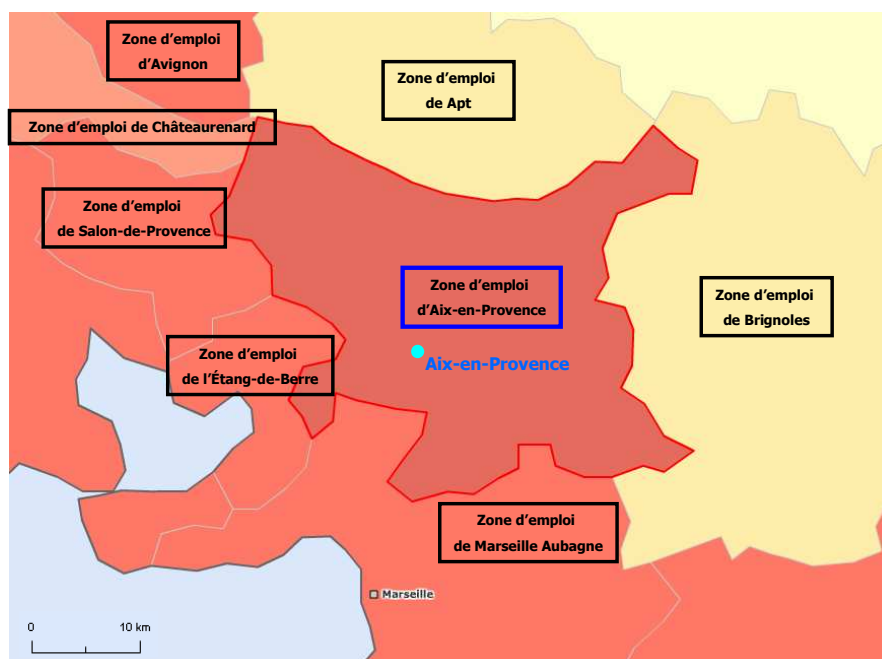 Zone d'emploi
d'Avignon
Zone d'emploi
de Apt
Zone d'emploi de Châteaurenard
Zone d'emploi
de Salon-de-Provence
Zone d'emploi
d'Aix-en-Provence
Zone d'emploi
de Brignoles
Zone d'emploi
de l'Étang-de-Berre
Aix-en-Provence
Zone d'emploi
de Marseille Aubagne
Marseille
0 10 km